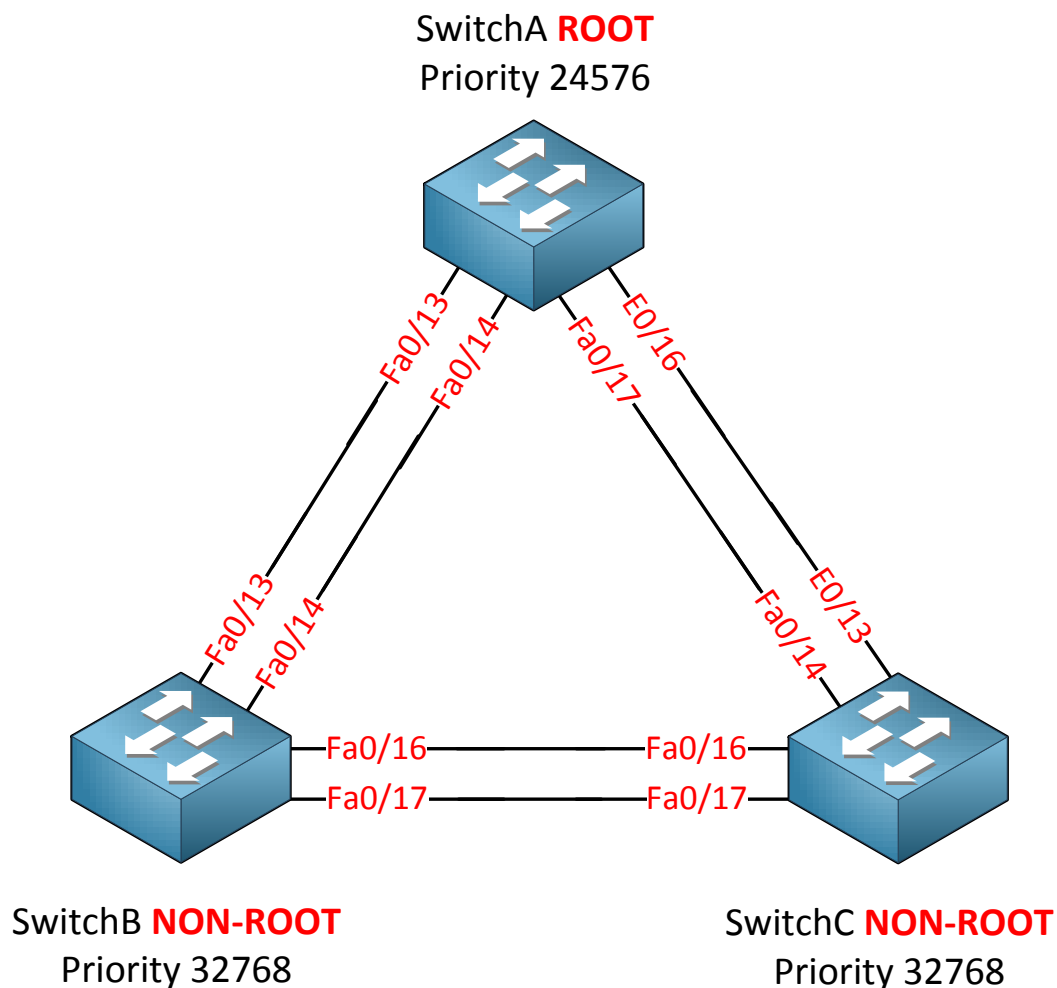 SwitchA ROOT
Priority 24576
Fa0/13
Fa0/14
Fa0/17
E0/16
Fa0/13
Fa0/14
Fa0/14
E0/13
Fa0/16
Fa0/16
Fa0/17
Fa0/17
SwitchB NON-ROOT
Priority 32768
SwitchC NON-ROOT
Priority 32768